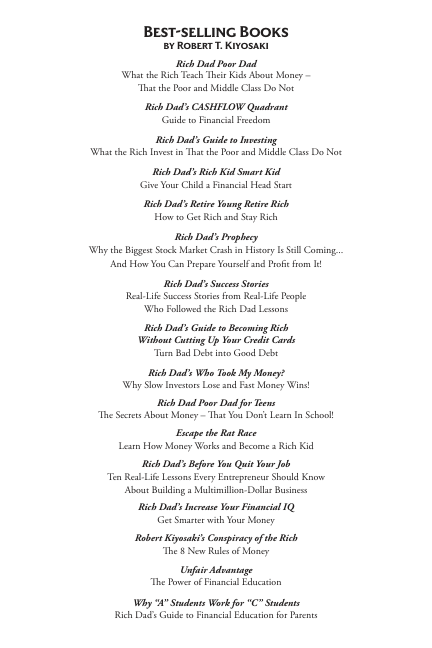 BEST-SELLING BOOKS
BY ROBERT T. KIYOSAKI
Rich Dad Poor Dad
What the Rich Teach Their Kids About Money –
That the Poor and Middle Class Do Not
Rich Dad's CASHFLOW Quadrant
Guide to Financial Freedom
Rich Dad's Guide to Investing
What the Rich Invest in That the Poor and Middle Class Do Not
Rich Dad's Rich Kid Smart Kid
Give Your Child a Financial Head Start
Rich Dad's Retire Young Retire Rich
How to Get Rich and Stay Rich
Rich Dad's Prophecy
Why the Biggest Stock Market Crash in History Is Still Coming...
And How You Can Prepare Yourself and Profit from It!
Rich Dad's Success Stories
Real-Life Success Stories from Real-Life People
Who Followed the Rich Dad Lessons
Rich Dad's Guide to Becoming Rich
Without Cutting Up Your Credit Cards
Turn Bad Debt into Good Debt
Rich Dad's Who Took My Money?
Why Slow Investors Lose and Fast Money Wins!
Rich Dad Poor Dad for Teens
The Secrets About Money – That You Don't Learn In School!
Escape the Rat Race
Learn How Money Works and Become a Rich Kid
Rich Dad's Before You Quit Your Job
Ten Real-Life Lessons Every Entrepreneur Should Know
About Building a Multimillion-Dollar Business
Rich Dad's Increase Your Financial IQ
Get Smarter with Your Money
Robert Kiyosaki's Conspiracy of the Rich
The 8 New Rules of Money
Unfair Advantage
The Power of Financial Education
Why "A" Students Work for "C" Students
Rich Dad's Guide to Financial Education for Parents